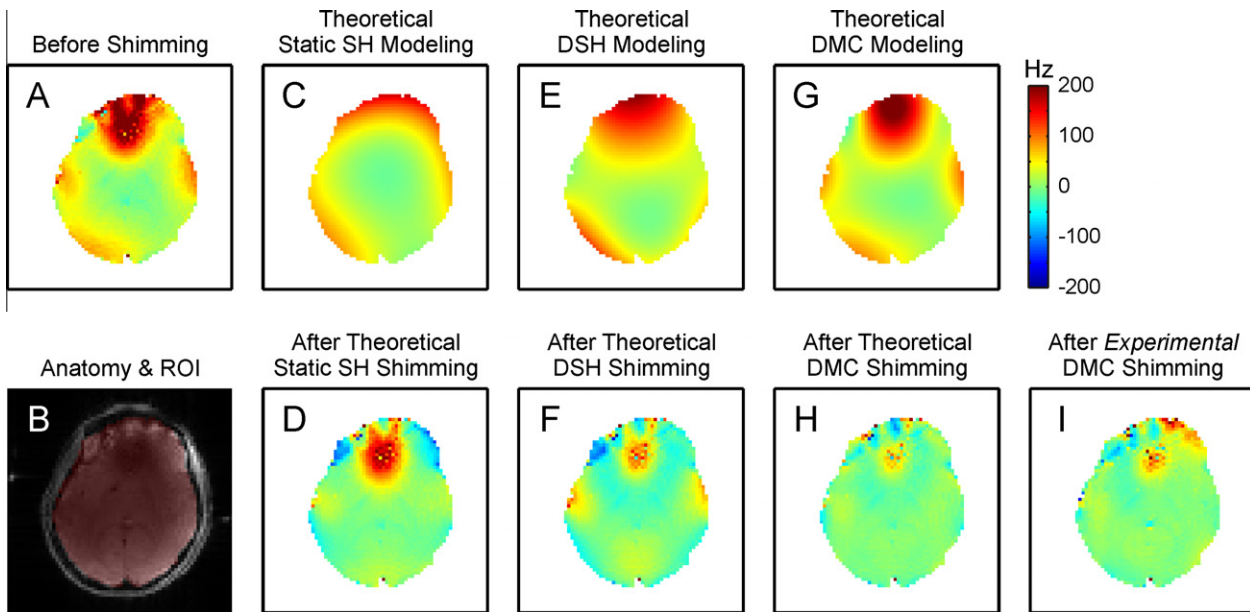 Before Shimming
Theoretical
Static SH Modeling
Theoretical
DSH Modeling
Theoretical
DMC Modeling
A
C
E
G
Hz
200
100
0
-100
-200
Anatomy & ROI
After Theoretical
Static SH Shimming
After Theoretical
DSH Shimming
After Theoretical
DMC Shimming
After Experimental
DMC Shimming
B
D
F
H
I